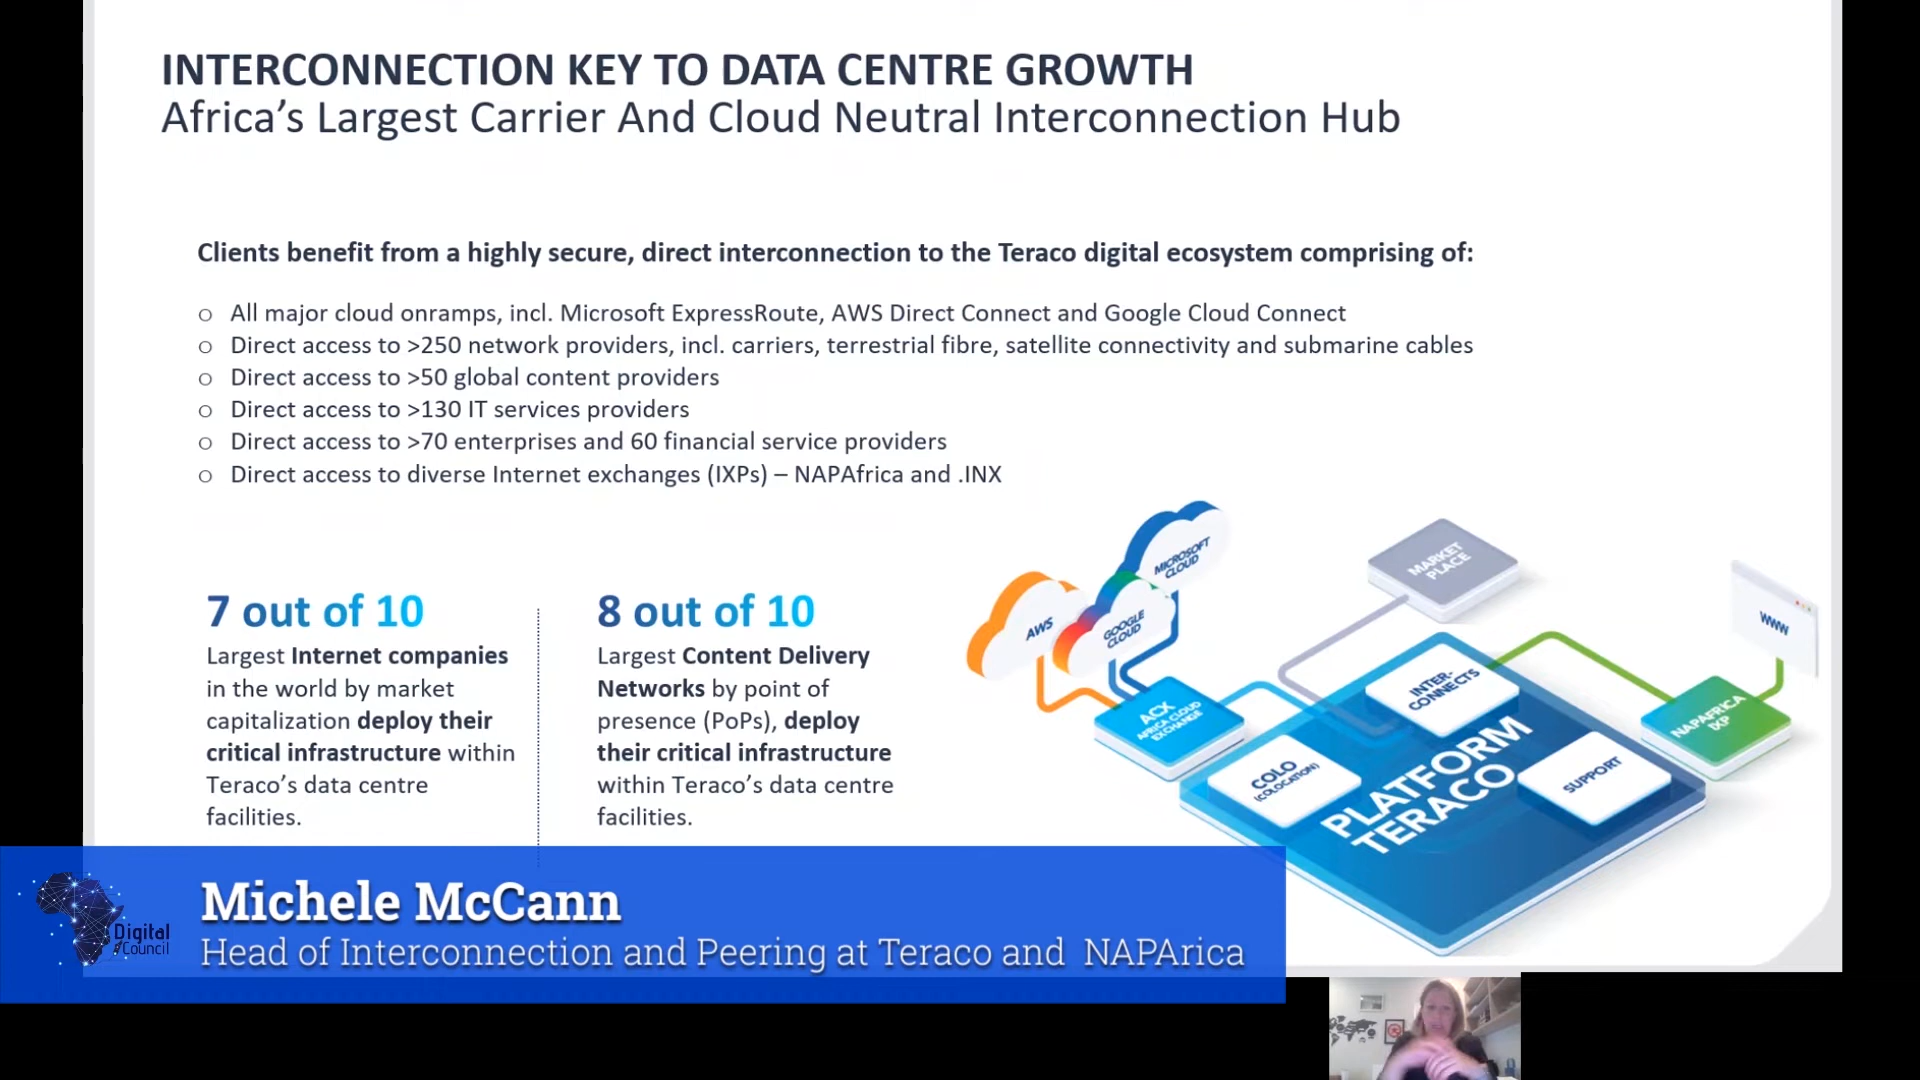 INTERCONNECTION KEY TO DATA CENTRE GROWTH
Africa’s Largest Carrier And Cloud Neutral Interconnection Hub
Clients benefit from a highly secure, direct interconnection to the Teraco digital ecosystem comprising of:
o All major cloud onramps, incl. Microsoft ExpressRoute, AWS Direct Connect and Google Cloud Connect
o Direct access to >250 network providers, incl. carriers, terrestrial fibre, satellite connectivity and submarine cables
o Direct access to >50 global content providers
o Direct access to >130 IT services providers
o Direct access to >70 enterprises and 60 financial service providers
o Direct access to diverse Internet exchanges (IXPs) – NAPAfrica and .INX
7 out of 10
Largest Internet companies
in the world by market
capitalization deploy their
critical infrastructure within
Teraco’s data centre
facilities.
8 out of 10
Largest Content Delivery
Networks by point of
presence (PoPs), deploy
their critical infrastructure
within Teraco’s data centre
facilities.
MICROSOFT
CLOUD
AWS
GOOGLE
CLOUD
MARKET
PLACE
WWW
INTER-
CONNECTS
ACX
AFRICA CLOUD
EXCHANGE
NAPAFRICA
IXP
COLO
(COLOCATION)
PLATFORM
TERACO
SUPPORT
Michele McCann
Head of Interconnection and Peering at Teraco and NAPArica
Digital
Council